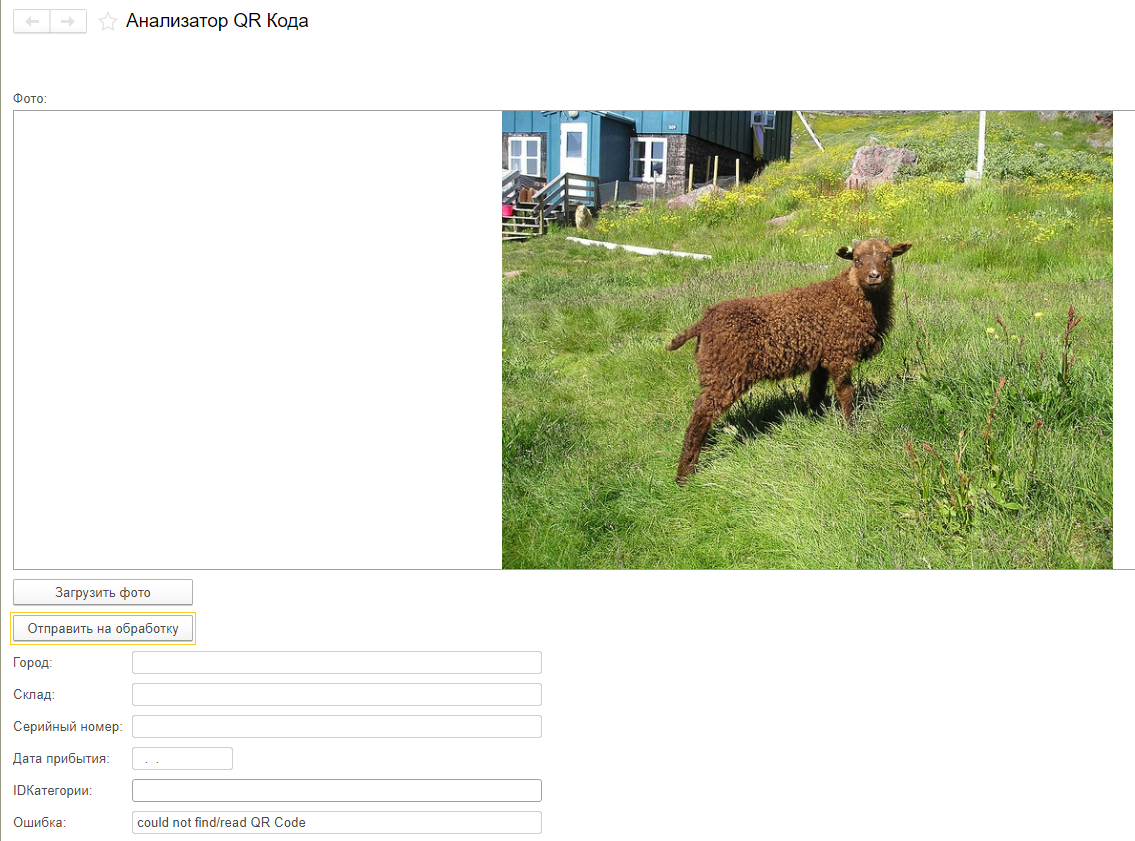 Анализатор QR Кода
Фото:
Загрузить фото
Отправить на обработку
Город:
Склад:
Серийный номер:
Дата прибытия: . .
IDКатегории:
Ошибка: could not find/read QR Code